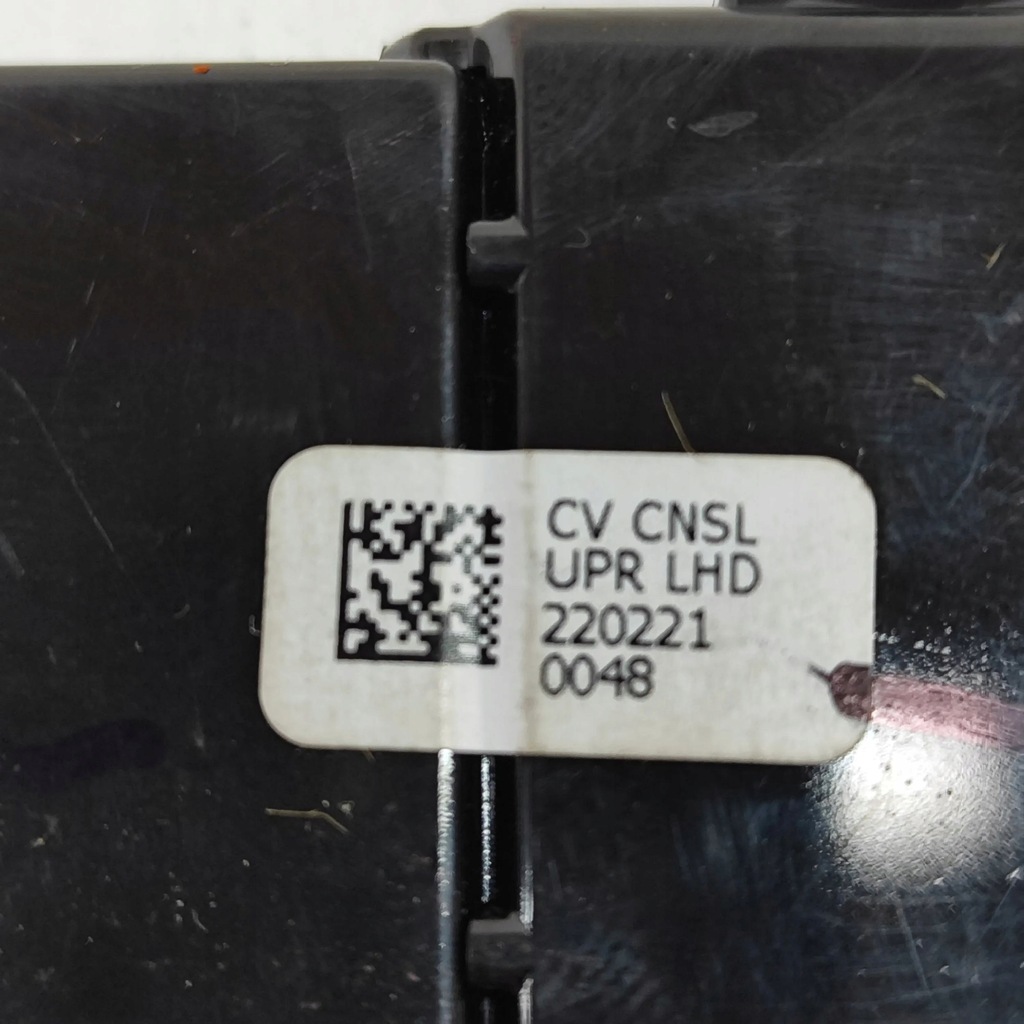 CV CNSL
UPR LHD
220221
0048